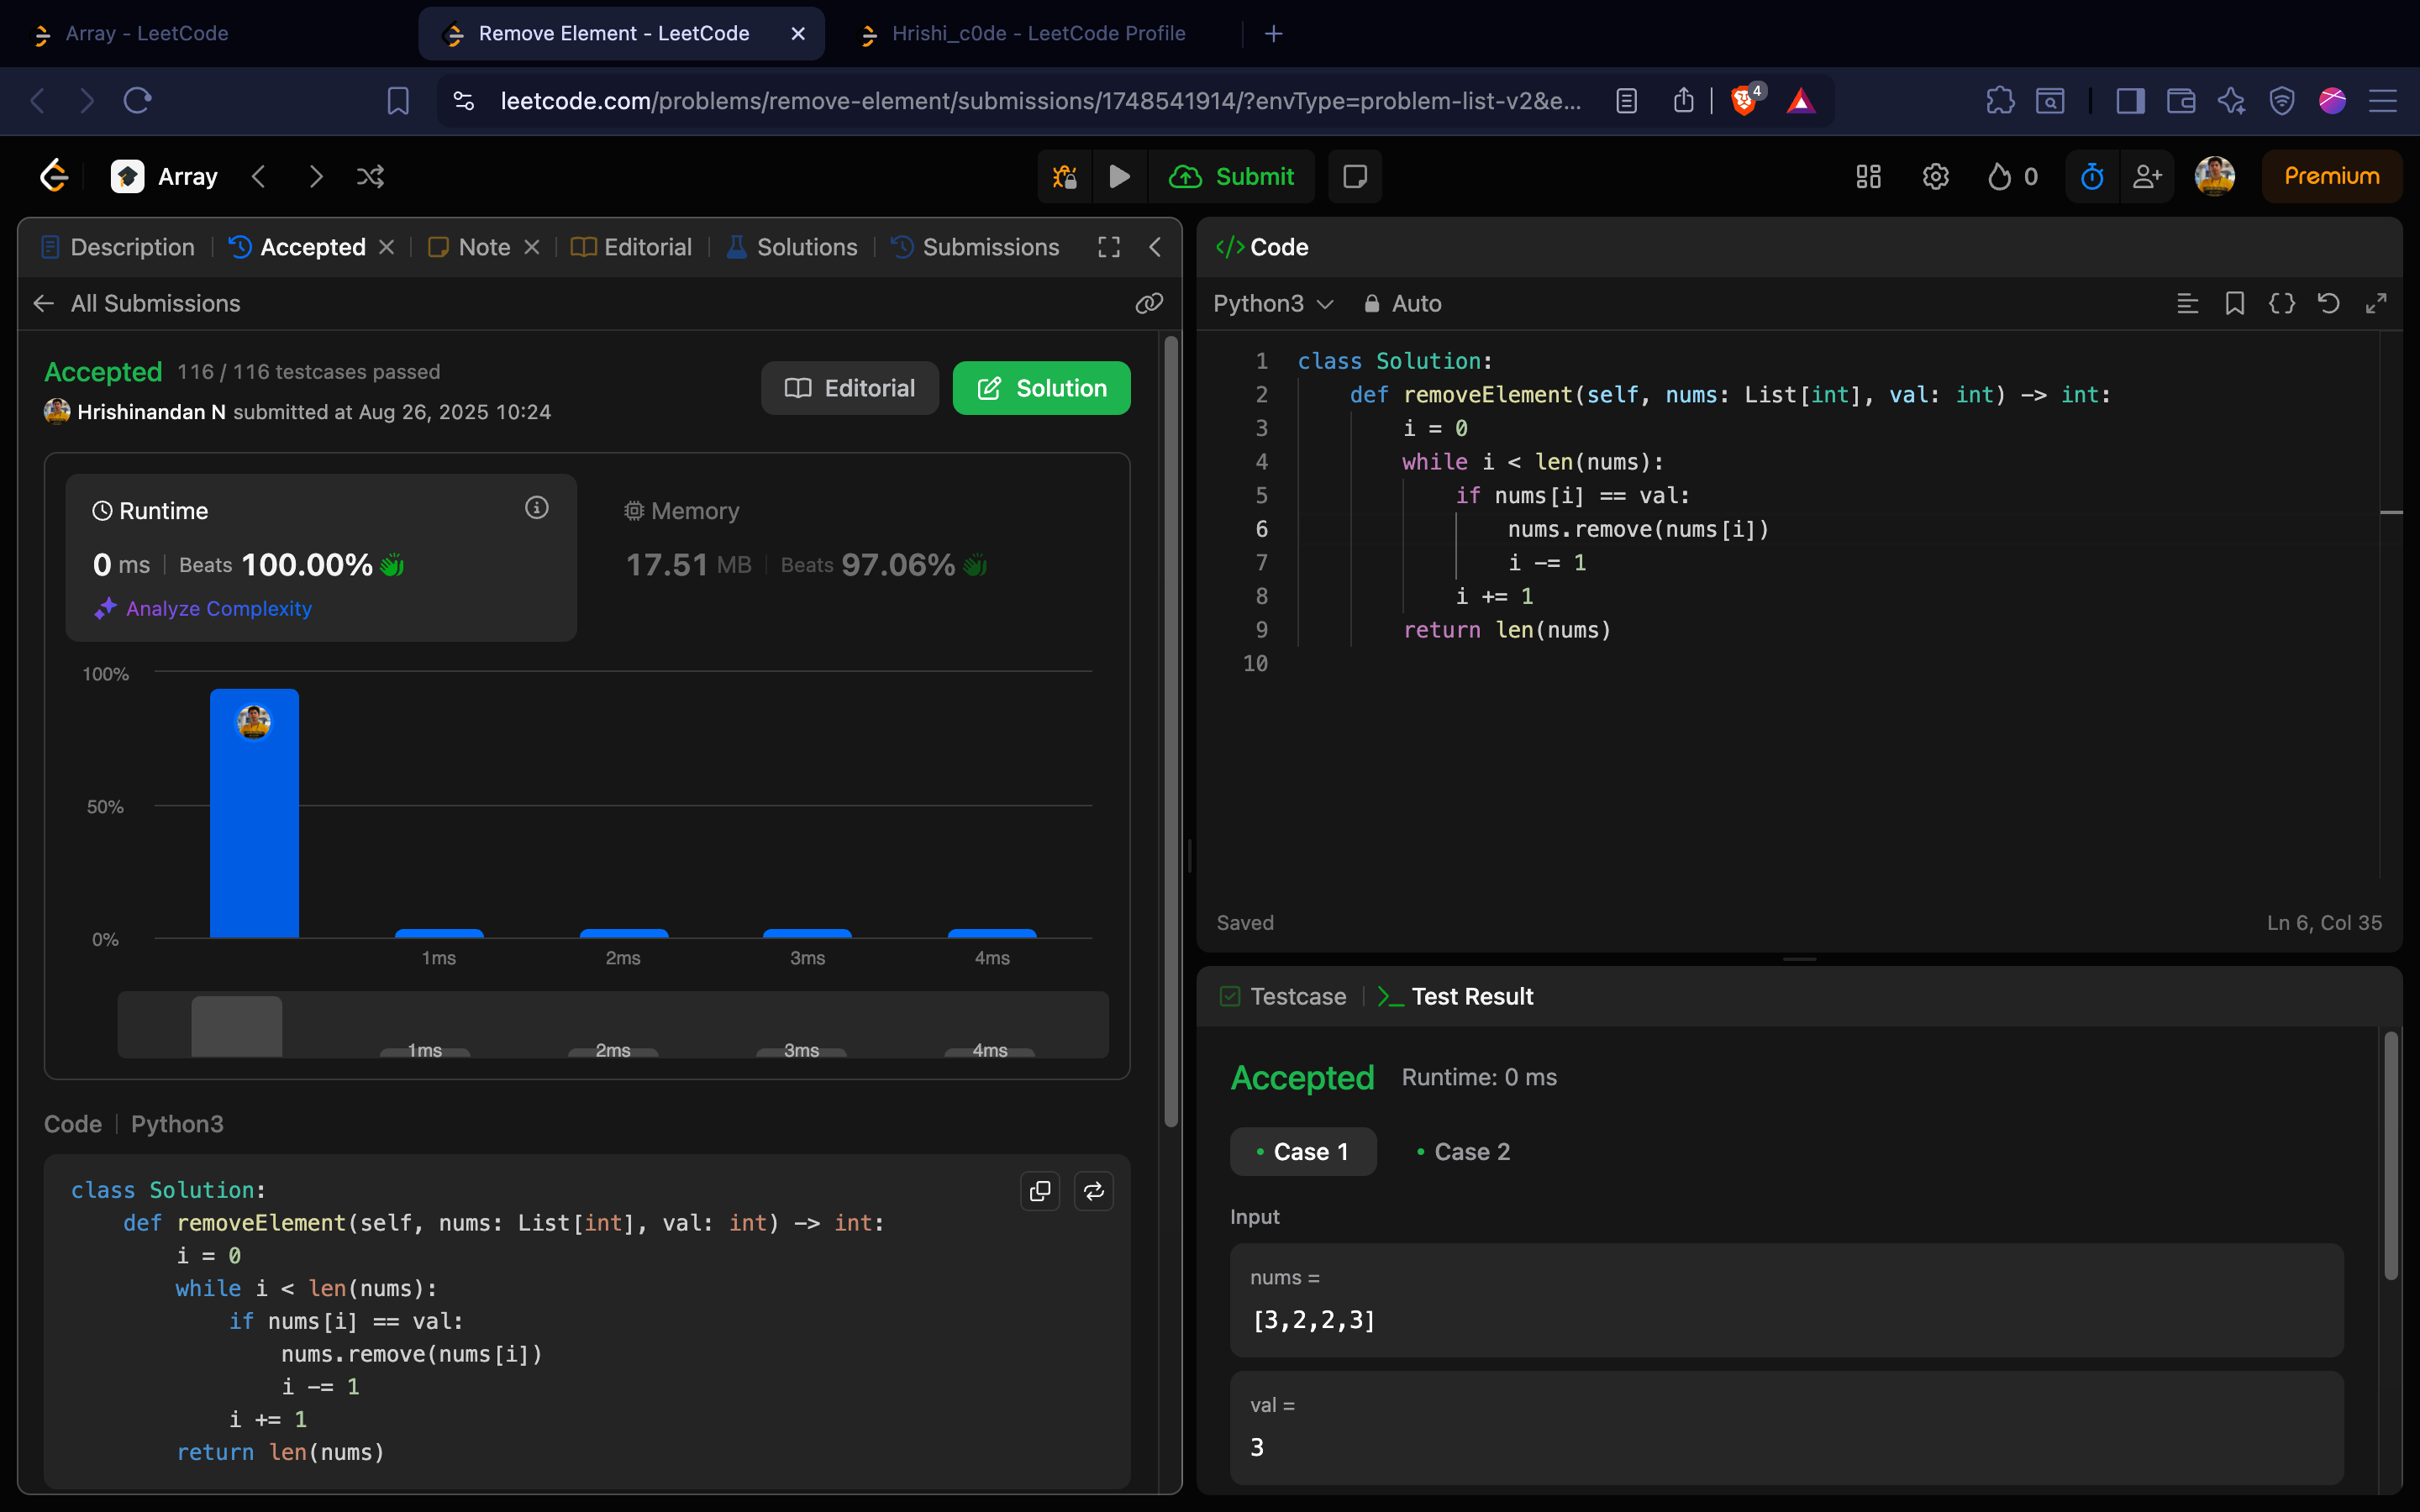 Array - LeetCode
Remove Element - LeetCode
Hrishi_c0de - LeetCode Profile
leetcode.com/problems/remove-element/submissions/1748541914/?envType=problem-list-v2&e...
4
Array
Submit
0
Premium
Description
Accepted
Note
Editorial
Solutions
Submissions
All Submissions
Accepted 116 / 116 testcases passed
Hrishinandan N submitted at Aug 26, 2025 10:24
Editorial
Solution
Runtime
0 ms | Beats 100.00%
Analyze Complexity
Memory
17.51 MB | Beats 97.06%
100%
50%
0%
1ms 2ms 3ms 4ms
1ms 2ms 3ms 4ms
Code | Python3
class Solution:
    def removeElement(self, nums: List[int], val: int) -> int:
        i = 0
        while i < len(nums):
            if nums[i] == val:
                nums.remove(nums[i])
                i -= 1
            i += 1
        return len(nums)
</> Code
Python3
Auto
1 class Solution:
2     def removeElement(self, nums: List[int], val: int) -> int:
3         i = 0
4         while i < len(nums):
5             if nums[i] == val:
6                 nums.remove(nums[i])
7                 i -= 1
8             i += 1
9         return len(nums)
10
Saved
Ln 6, Col 35
Testcase
Test Result
Accepted Runtime: 0 ms
Case 1
Case 2
Input
nums =
[3,2,2,3]
val =
3